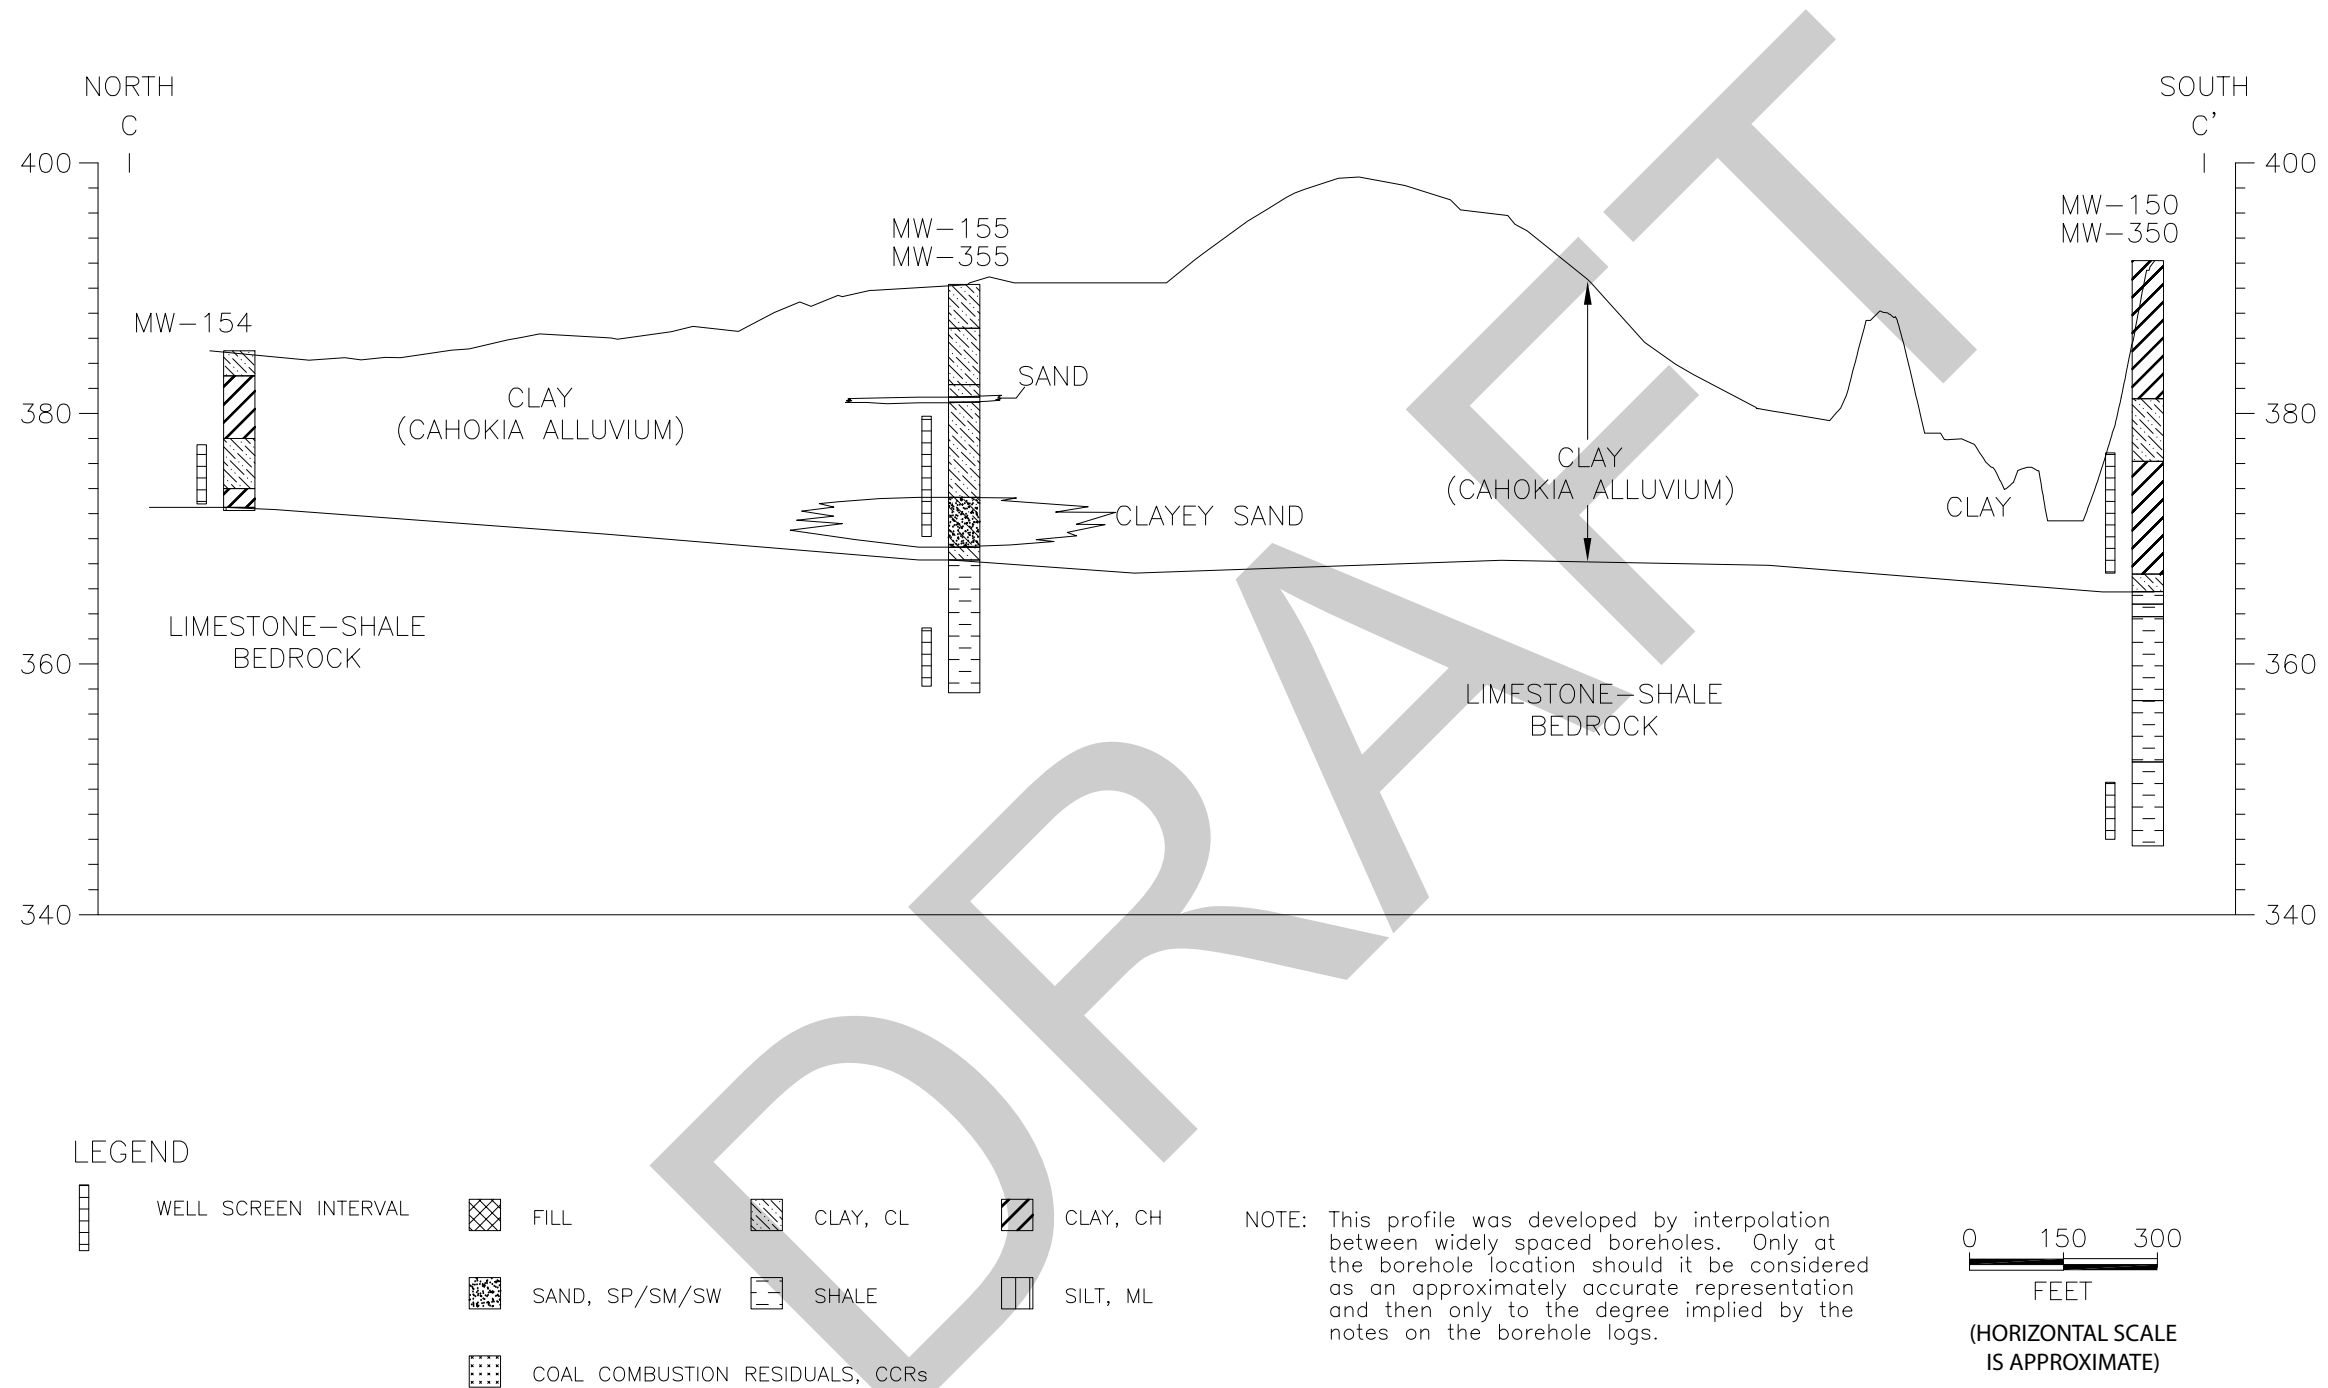 NORTH
C
SOUTH
C'
400
400
MW-150
MW-350
MW-155
MW-355
MW-154
SAND
CLAY
(CAHOKIA ALLUVIUM)
380
380
CLAY
(CAHOKIA ALLUVIUM)
CLAY
CLAYEY SAND
LIMESTONE-SHALE
BEDROCK
360
360
LIMESTONE-SHALE
BEDROCK
340
340
DRAFT
LEGEND
WELL SCREEN INTERVAL
FILL
CLAY, CL
CLAY, CH
SAND, SP/SM/SW
SHALE
SILT, ML
COAL COMBUSTION RESIDUALS, CCRs
NOTE: This profile was developed by interpolation
between widely spaced boreholes. Only at
the borehole location should it be considered
as an approximately accurate representation
and then only to the degree implied by the
notes on the borehole logs.
0 150 300
FEET
(HORIZONTAL SCALE
IS APPROXIMATE)